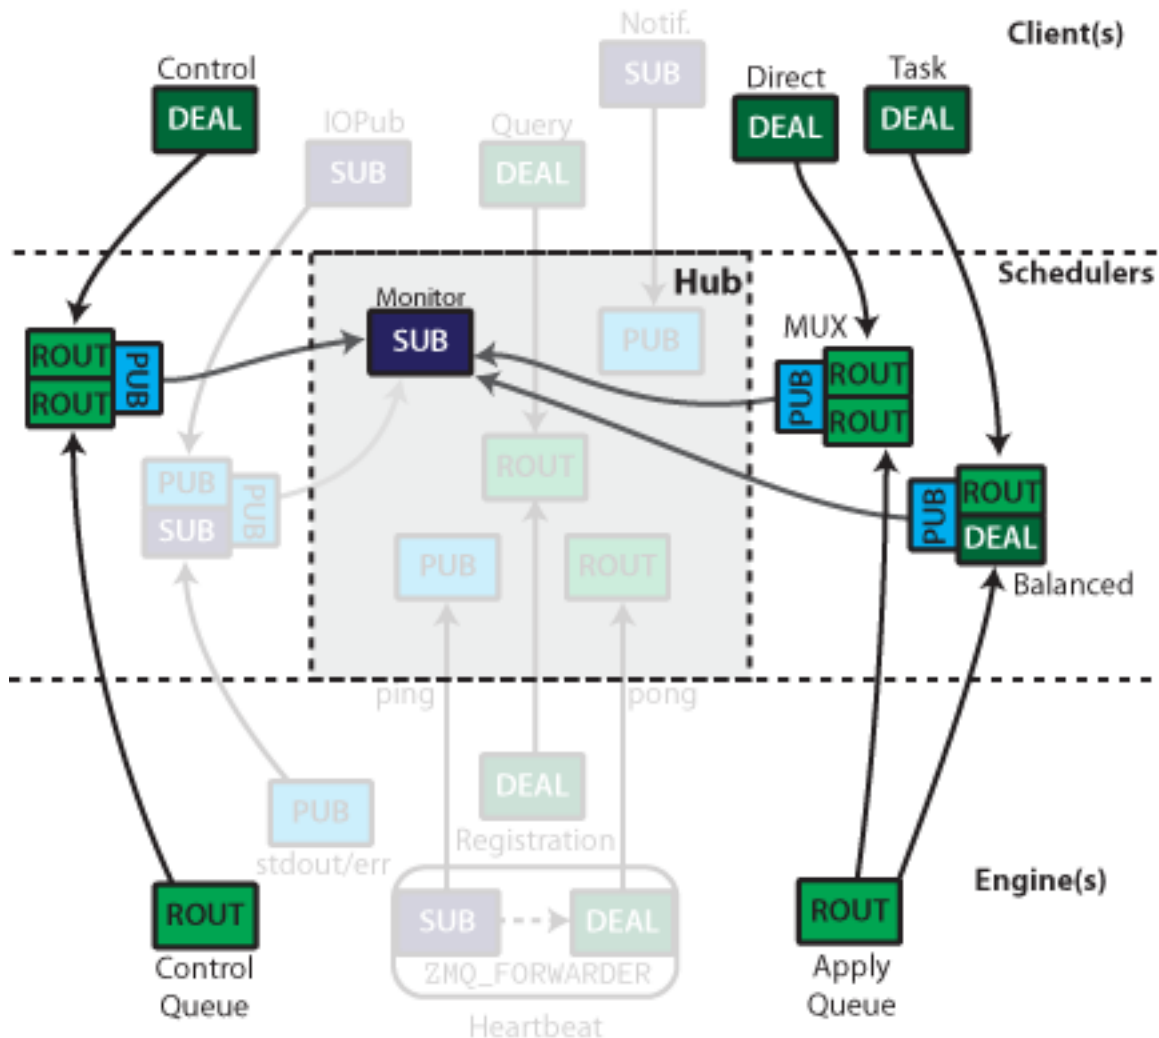 Notif.
Client(s)
SUB
Control
Direct
Task
DEAL
IOPub
Query
DEAL
DEAL
SUB
DEAL
Hub
Schedulers
Monitor
SUB
PUB
MUX
ROUT
PUB
ROUT
PUB
ROUT
ROUT
PUB
PUB
SUB
ROUT
PUB
ROUT
DEAL
Balanced
PUB
ROUT
ping
pong
DEAL
Registration
PUB
stdout/err
Engine(s)
ROUT
Control
Queue
SUB
DEAL
ZMQ_FORWARDER
Heartbeat
ROUT
Apply
Queue